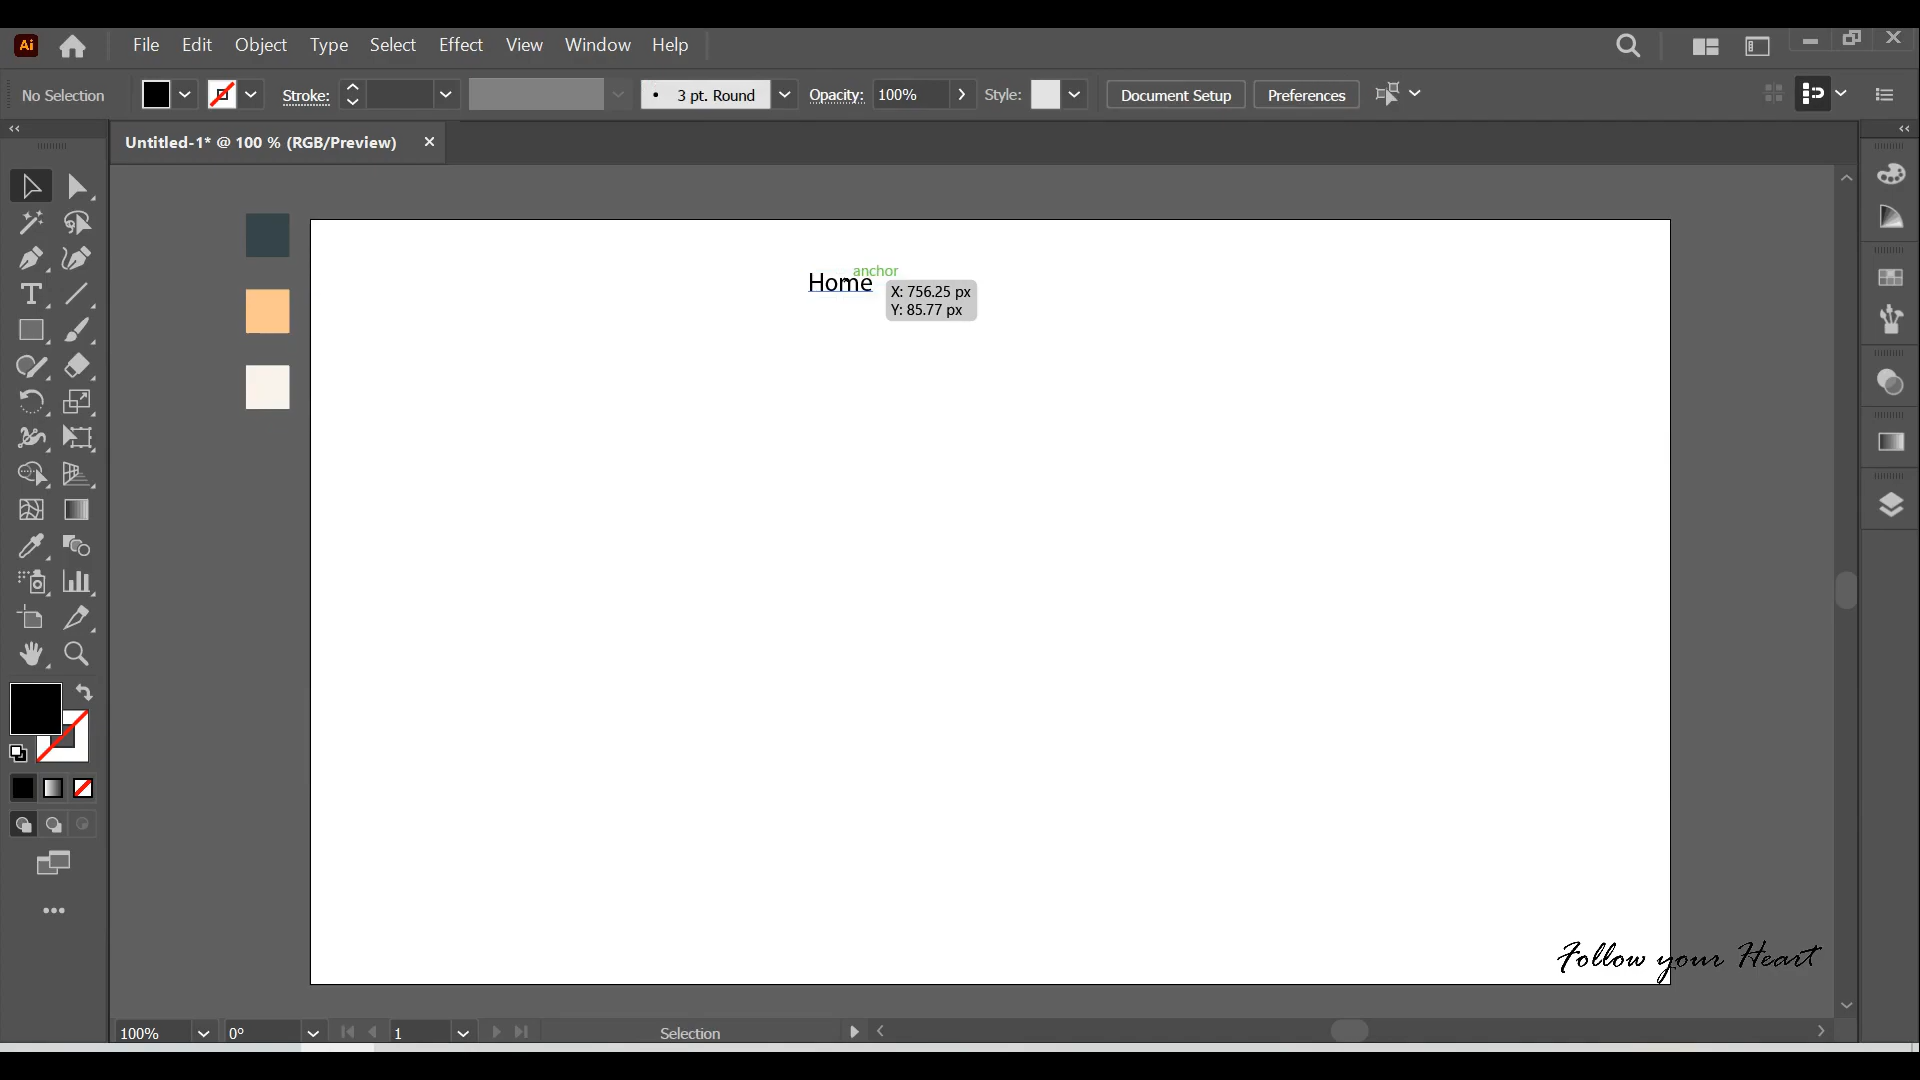 Ai File Edit Object Type Select Effect View Window Help
No Selection Stroke: 3 pt. Round Opacity: 100% Style: Document Setup Preferences
Untitled-1* @ 100 % (RGB/Preview)
anchor
Home
X: 756.25 px
Y: 85.77 px
Follow your Heart
100% 0° 1 Selection